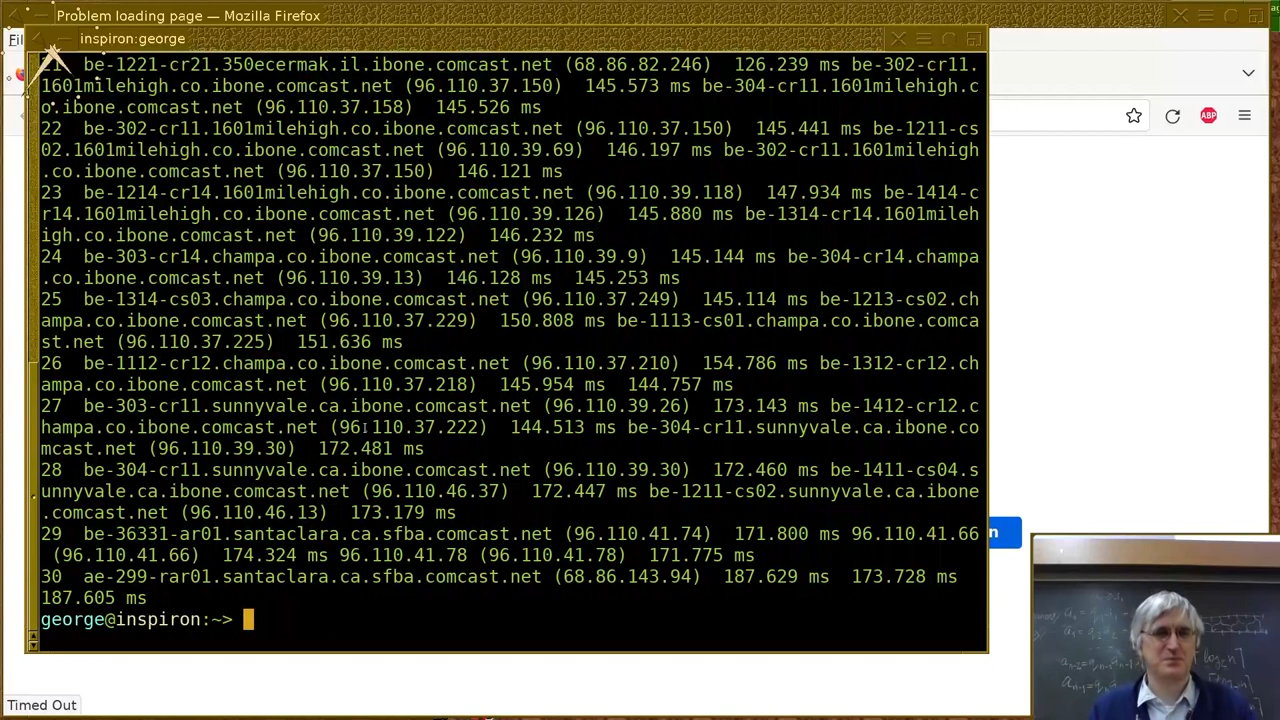 Problem loading page — Mozilla Firefox
inspiron:george
Fil
21  be-1221-cr21.350ecermak.il.ibone.comcast.net (68.86.82.246)  126.239 ms be-302-cr11.
1601milehigh.co.ibone.comcast.net (96.110.37.150)  145.573 ms be-304-cr11.1601milehigh.c
o.ibone.comcast.net (96.110.37.158)  145.526 ms
22  be-302-cr11.1601milehigh.co.ibone.comcast.net (96.110.37.150)  145.441 ms be-1211-cs
02.1601milehigh.co.ibone.comcast.net (96.110.39.69)  146.197 ms be-302-cr11.1601milehigh
.co.ibone.comcast.net (96.110.37.150)  146.121 ms
23  be-1214-cr14.1601milehigh.co.ibone.comcast.net (96.110.39.118)  147.934 ms be-1414-c
r14.1601milehigh.co.ibone.comcast.net (96.110.39.126)  145.880 ms be-1314-cr14.1601mileh
igh.co.ibone.comcast.net (96.110.39.122)  146.232 ms
24  be-303-cr14.champa.co.ibone.comcast.net (96.110.39.9)  145.144 ms be-304-cr14.champa
.co.ibone.comcast.net (96.110.39.13)  146.128 ms  145.253 ms
25  be-1314-cs03.champa.co.ibone.comcast.net (96.110.37.249)  145.114 ms be-1213-cs02.ch
ampa.co.ibone.comcast.net (96.110.37.229)  150.808 ms be-1113-cs01.champa.co.ibone.comca
st.net (96.110.37.225)  151.636 ms
26  be-1112-cr12.champa.co.ibone.comcast.net (96.110.37.210)  154.786 ms be-1312-cr12.ch
ampa.co.ibone.comcast.net (96.110.37.218)  145.954 ms  144.757 ms
27  be-303-cr11.sunnyvale.ca.ibone.comcast.net (96.110.39.26)  173.143 ms be-1412-cr12.c
hampa.co.ibone.comcast.net (96.110.37.222)  144.513 ms be-304-cr11.sunnyvale.ca.ibone.co
mcast.net (96.110.39.30)  172.481 ms
28  be-304-cr11.sunnyvale.ca.ibone.comcast.net (96.110.39.30)  172.460 ms be-1411-cs04.s
unnyvale.ca.ibone.comcast.net (96.110.46.37)  172.447 ms be-1211-cs02.sunnyvale.ca.ibone
.comcast.net (96.110.46.13)  173.179 ms
29  be-36331-ar01.santaclara.ca.sfba.comcast.net (96.110.41.74)  171.800 ms 96.110.41.66
 (96.110.41.66)  174.324 ms 96.110.41.78 (96.110.41.78)  171.775 ms
30  ae-299-rar01.santaclara.ca.sfba.comcast.net (68.86.143.94)  187.629 ms  173.728 ms
187.605 ms
george@inspiron:~>
ABP
n
Timed Out